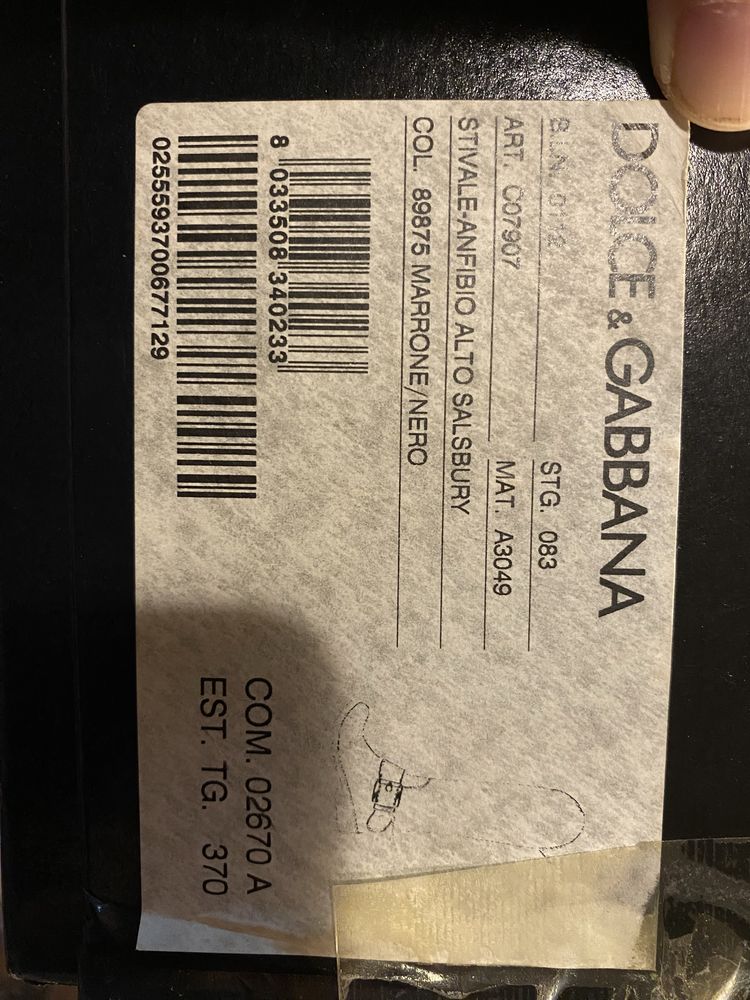 DOLCE & GABBANA
B.I.N. STG. 083
ART. C07907 MAT. A3049
STIVALE-ANFIBIO ALTO SALSBURY
COL. 89875 MARRONE/NERO
8 033508 340233
0255593700677129
COM. 02670 A
EST. TG. 370